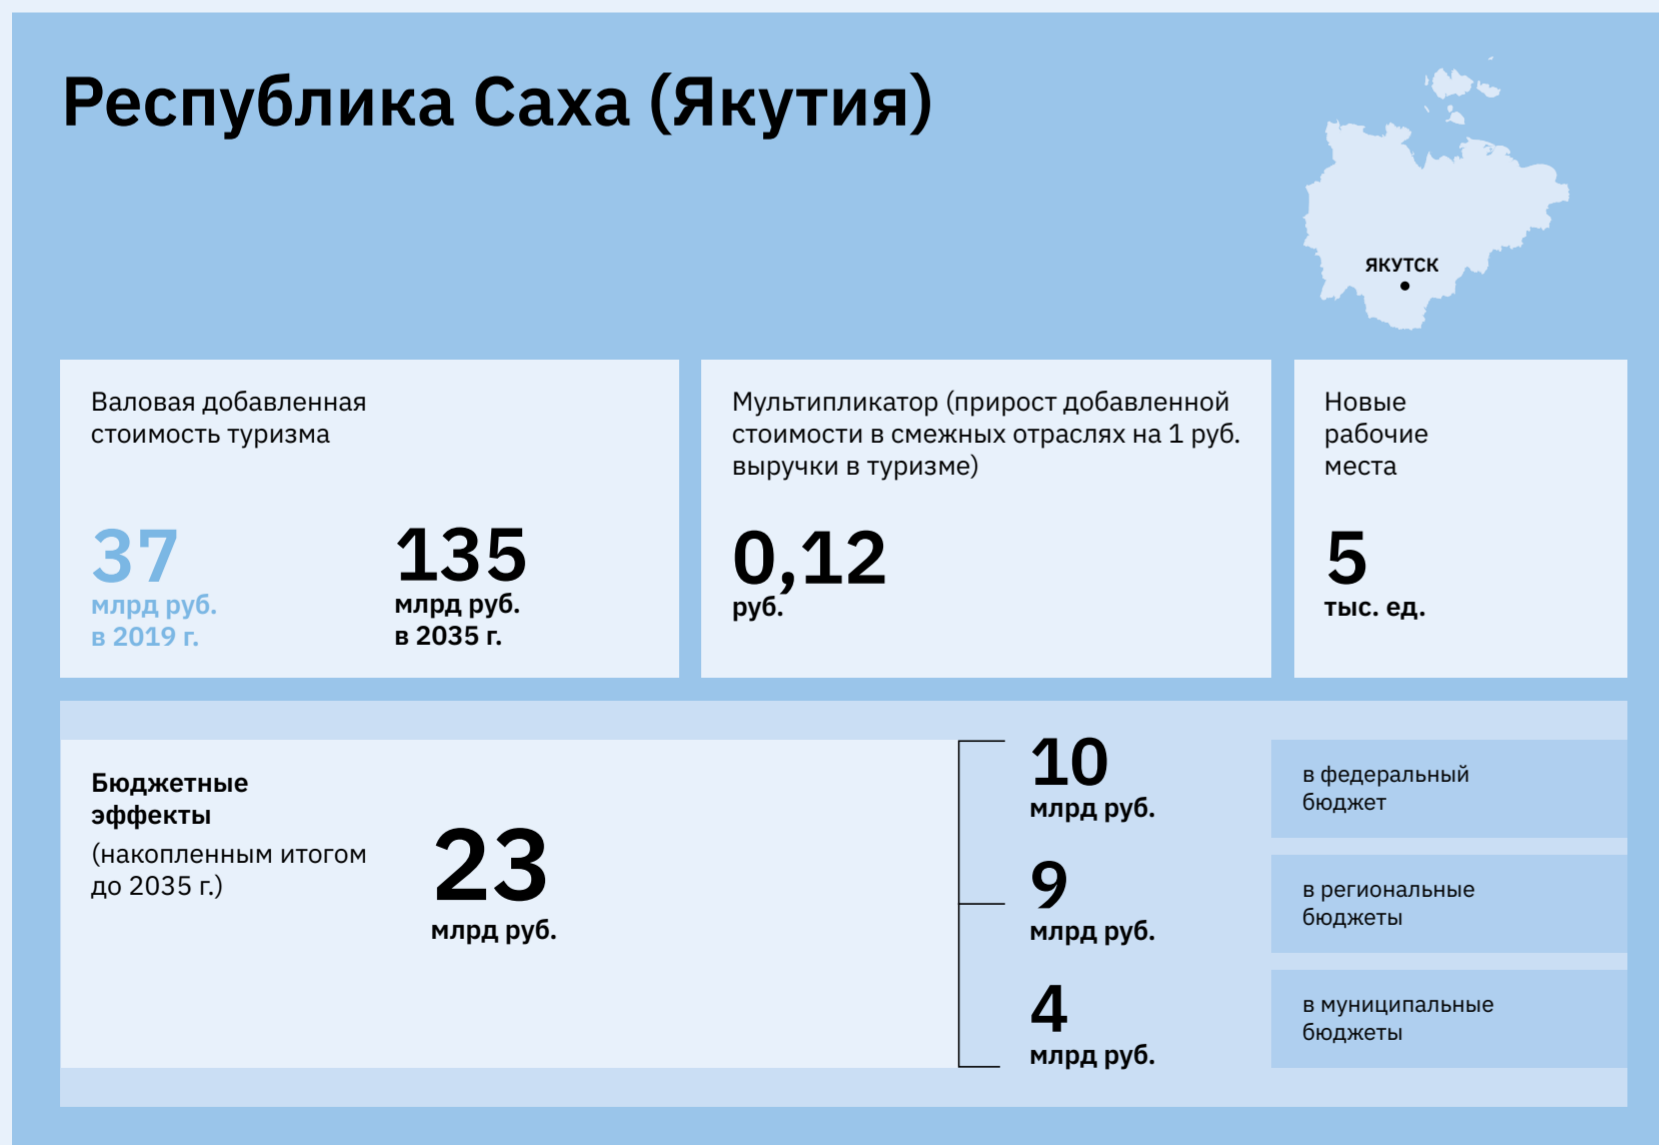 Республика Саха (Якутия)
ЯКУТСК
Валовая добавленная
стоимость туризма
37
млрд руб.
в 2019 г.
135
млрд руб.
в 2035 г.
Мультипликатор (прирост добавленной
стоимости в смежных отраслях на 1 руб.
выручки в туризме)
0,12
руб.
Новые
рабочие
места
5
тыс. ед.
Бюджетные
эффекты
(накопленным итогом
до 2035 г.)
23
млрд руб.
10
млрд руб.
в федеральный
бюджет
9
млрд руб.
в региональные
бюджеты
4
млрд руб.
в муниципальные
бюджеты